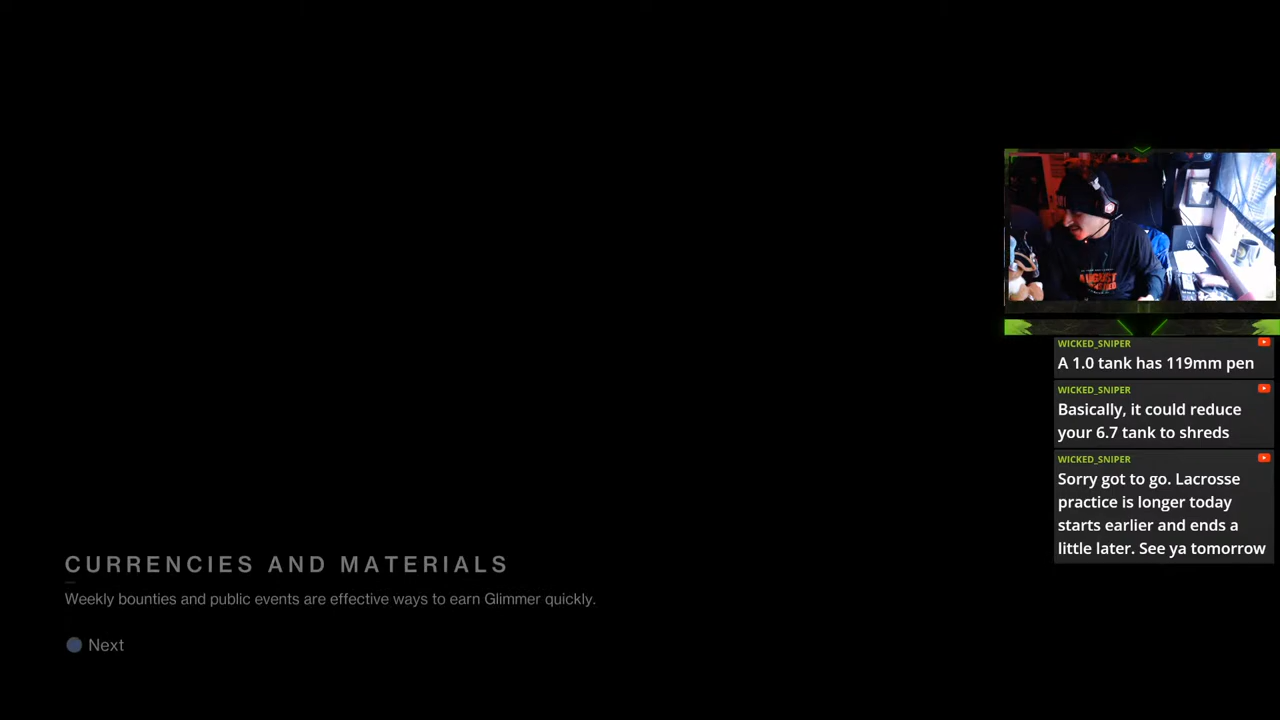 WICKED_SNIPER
A 1.0 tank has 119mm pen
WICKED_SNIPER
Basically, it could reduce
your 6.7 tank to shreds
WICKED_SNIPER
Sorry got to go. Lacrosse
practice is longer today
starts earlier and ends a
little later. See ya tomorrow
CURRENCIES AND MATERIALS
Weekly bounties and public events are effective ways to earn Glimmer quickly.
Next
AUGUST